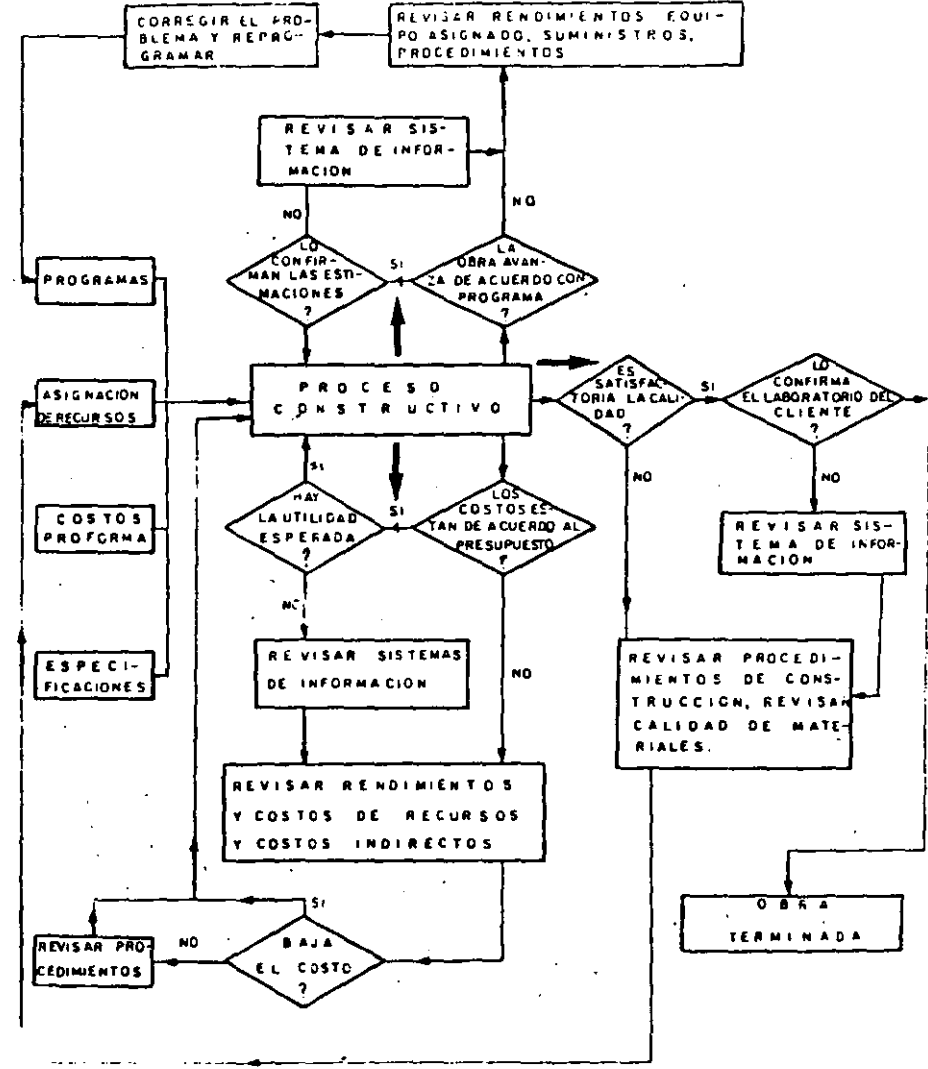 CORREGIR EL PRO-
BLEMA Y REPRO-
GRAMAR
REVISAR RENDIMIENTOS EQUI-
PO ASIGNADO, SUMINISTROS,
PROCEDIMIENTOS
REVISAR SIS-
TEMA DE INFOR-
MACION
NO
NO
LO
CONFIR-
MAN LAS ESTI-
MACIONES
?
SI
LA
OBRA AVAN-
ZA DE ACUERDO CON
PROGRAMA
?
PROGRAMAS
ASIGNACION
DE RECURSOS
COSTOS
PROFORMA
ESPECI-
FICACIONES
PROCESO
CONSTRUCTIVO
ES
SATISFAC-
TORIA LA CALI-
DAD
?
SI
LO
CONFIRMA
EL LABORATORIO DEL
CLIENTE
?
NO
NO
REVISAR SIS-
TEMA DE INFOR-
MACION
REVISAR PROCEDI-
MIENTOS DE CONS-
TRUCCION, REVISAR
CALIDAD DE MATE-
RIALES.
SI
HAY
LA UTILIDAD
ESPERADA
?
SI
LOS
COSTOS ES-
TAN DE ACUERDO AL
PRESUPUESTO
?
NO
NO
REVISAR SISTEMAS
DE INFORMACION
REVISAR RENDIMIENTOS
Y COSTOS DE RECURSOS
Y COSTOS INDIRECTOS
SI
BAJA
EL COSTO
?
NO
REVISAR PRO-
CEDIMIENTOS
OBRA
TERMINADA